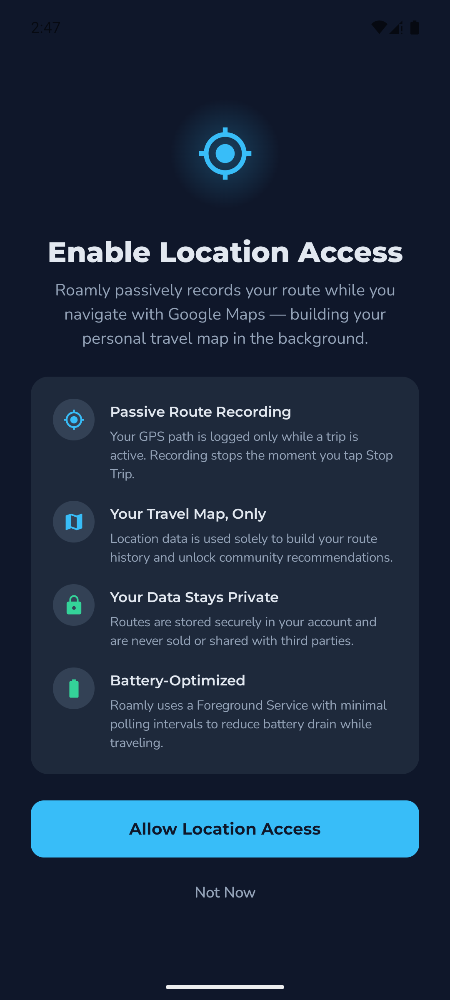 2:47
Enable Location Access
Roamly passively records your route while you
navigate with Google Maps — building your
personal travel map in the background.
Passive Route Recording
Your GPS path is logged only while a trip is
active. Recording stops the moment you tap Stop
Trip.
Your Travel Map, Only
Location data is used solely to build your route
history and unlock community recommendations.
Your Data Stays Private
Routes are stored securely in your account and
are never sold or shared with third parties.
Battery-Optimized
Roamly uses a Foreground Service with minimal
polling intervals to reduce battery drain while
traveling.
Allow Location Access
Not Now